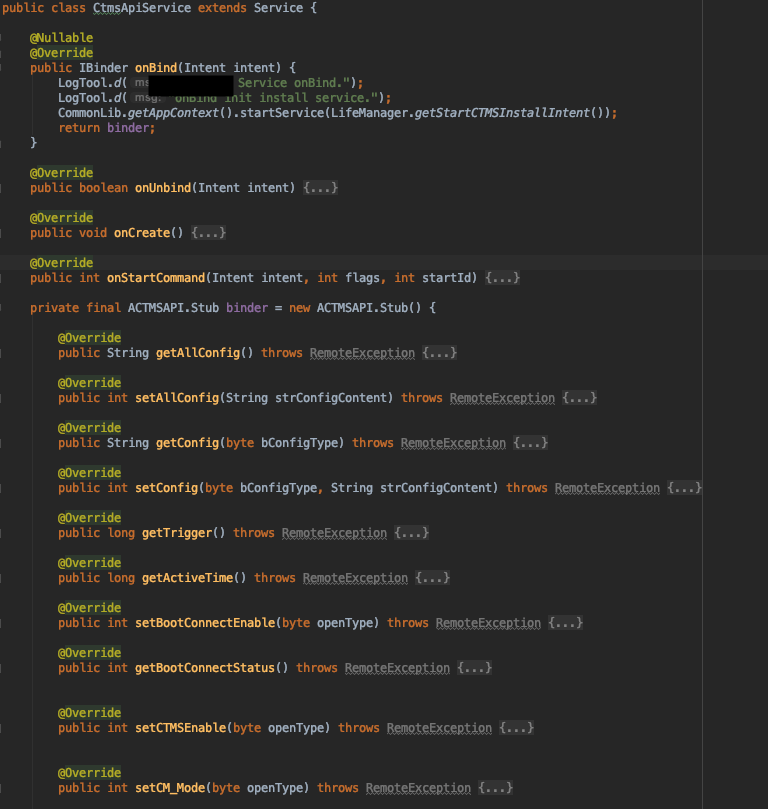 public class CtmsApiService extends Service {
@Nullable
@Override
public IBinder onBind(Intent intent) {
LogTool.d( Service onBind.");
LogTool.d( msg: "onBind init install service.");
CommonLib.getAppContext().startService(LifeManager.getStartCTMSInstallIntent());
return binder;
}
@Override
public boolean onUnbind(Intent intent) {...}
@Override
public void onCreate() {...}
@Override
public int onStartCommand(Intent intent, int flags, int startId) {...}
private final ACTMSAPI.Stub binder = new ACTMSAPI.Stub() {
@Override
public String getAllConfig() throws RemoteException {...}
@Override
public int setAllConfig(String strConfigContent) throws RemoteException {...}
@Override
public String getConfig(byte bConfigType) throws RemoteException {...}
@Override
public int setConfig(byte bConfigType, String strConfigContent) throws RemoteException {...}
@Override
public long getTrigger() throws RemoteException {...}
@Override
public long getActiveTime() throws RemoteException {...}
@Override
public int setBootConnectEnable(byte openType) throws RemoteException {...}
@Override
public int getBootConnectStatus() throws RemoteException {...}
@Override
public int setCTMSEnable(byte openType) throws RemoteException {...}
@Override
public int setCM_Mode(byte openType) throws RemoteException {...}